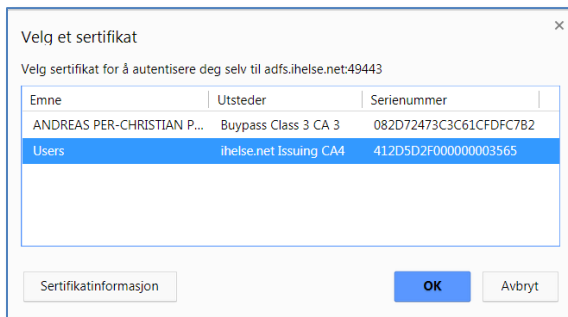 Velg et sertifikat
Velg sertifikat for å autentisere deg selv til adfs.ihelse.net:49443
Emne Utsteder Serienummer
ANDREAS PER-CHRISTIAN P... Buypass Class 3 CA 3 082D72473C3C61CFDFC7B2
Users ihelse.net Issuing CA4 412D5D2F000000003565
Sertifikatinformasjon OK Avbryt